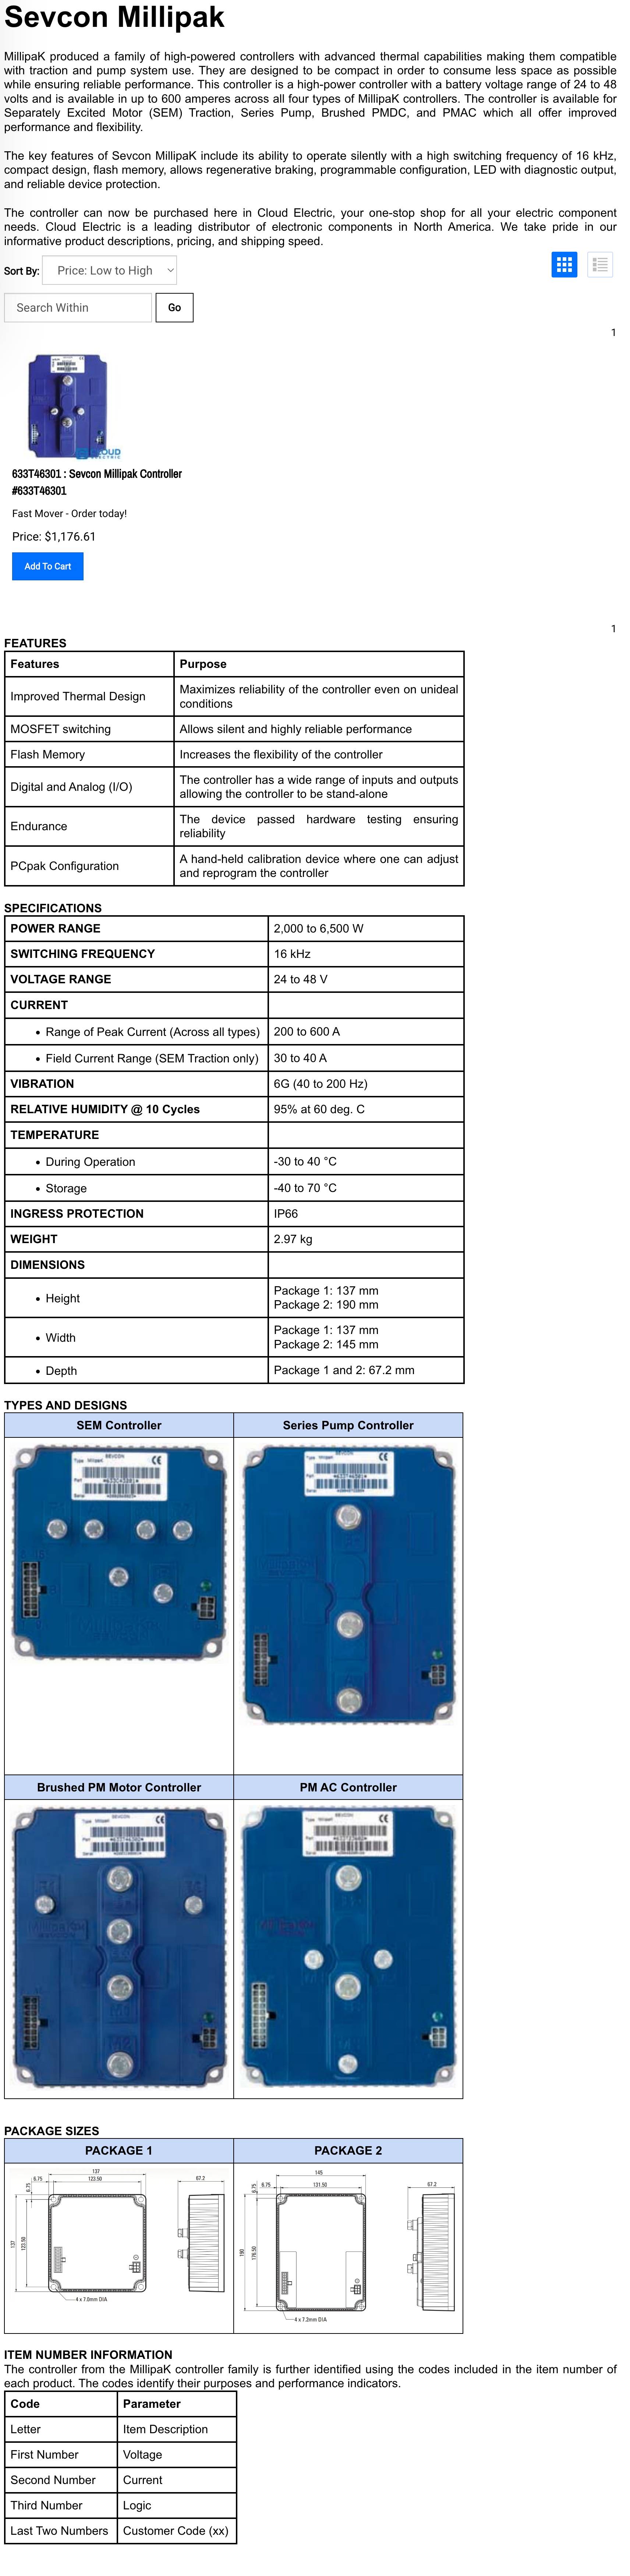 Sevcon Millipak
MillipaK produced a family of high-powered controllers with advanced thermal capabilities making them compatible
with traction and pump system use. They are designed to be compact in order to consume less space as possible
while ensuring reliable performance. This controller is a high-power controller with a battery voltage range of 24 to 48
volts and is available in up to 600 amperes across all four types of MillipaK controllers. The controller is available for
Separately Excited Motor (SEM) Traction, Series Pump, Brushed PMDC, and PMAC which all offer improved
performance and flexibility.
The key features of Sevcon MillipaK include its ability to operate silently with a high switching frequency of 16 kHz,
compact design, flash memory, allows regenerative braking, programmable configuration, LED with diagnostic output,
and reliable device protection.
The controller can now be purchased here in Cloud Electric, your one-stop shop for all your electric component
needs. Cloud Electric is a leading distributor of electronic components in North America. We take pride in our
informative product descriptions, pricing, and shipping speed.
Sort By: Price: Low to High
Search Within Go
1
633T46301 : Sevcon Millipak Controller
#633T46301
Fast Mover - Order today!
Price: $1,176.61
Add To Cart
1
FEATURES
Features Purpose
Improved Thermal Design Maximizes reliability of the controller even on unideal
conditions
MOSFET switching Allows silent and highly reliable performance
Flash Memory Increases the flexibility of the controller
Digital and Analog (I/O) The controller has a wide range of inputs and outputs
allowing the controller to be stand-alone
Endurance The device passed hardware testing ensuring
reliability
PCpak Configuration A hand-held calibration device where one can adjust
and reprogram the controller
SPECIFICATIONS
POWER RANGE 2,000 to 6,500 W
SWITCHING FREQUENCY 16 kHz
VOLTAGE RANGE 24 to 48 V
CURRENT
• Range of Peak Current (Across all types) 200 to 600 A
• Field Current Range (SEM Traction only) 30 to 40 A
VIBRATION 6G (40 to 200 Hz)
RELATIVE HUMIDITY @ 10 Cycles 95% at 60 deg. C
TEMPERATURE
• During Operation -30 to 40 °C
• Storage -40 to 70 °C
INGRESS PROTECTION IP66
WEIGHT 2.97 kg
DIMENSIONS
• Height Package 1: 137 mm
Package 2: 190 mm
• Width Package 1: 137 mm
Package 2: 145 mm
• Depth Package 1 and 2: 67.2 mm
TYPES AND DESIGNS
SEM Controller Series Pump Controller
SEVCON SEVCON
Brushed PM Motor Controller PM AC Controller
SEVCON SEVCON
PACKAGE SIZES
PACKAGE 1 PACKAGE 2
137 145
6.75 123.50 67.2 6.75 131.50 67.2
6.75 6.75
137 123.50 190 176.50
4 x 7.0mm DIA 4 x 7.2mm DIA
ITEM NUMBER INFORMATION
The controller from the MillipaK controller family is further identified using the codes included in the item number of
each product. The codes identify their purposes and performance indicators.
Code Parameter
Letter Item Description
First Number Voltage
Second Number Current
Third Number Logic
Last Two Numbers Customer Code (xx)